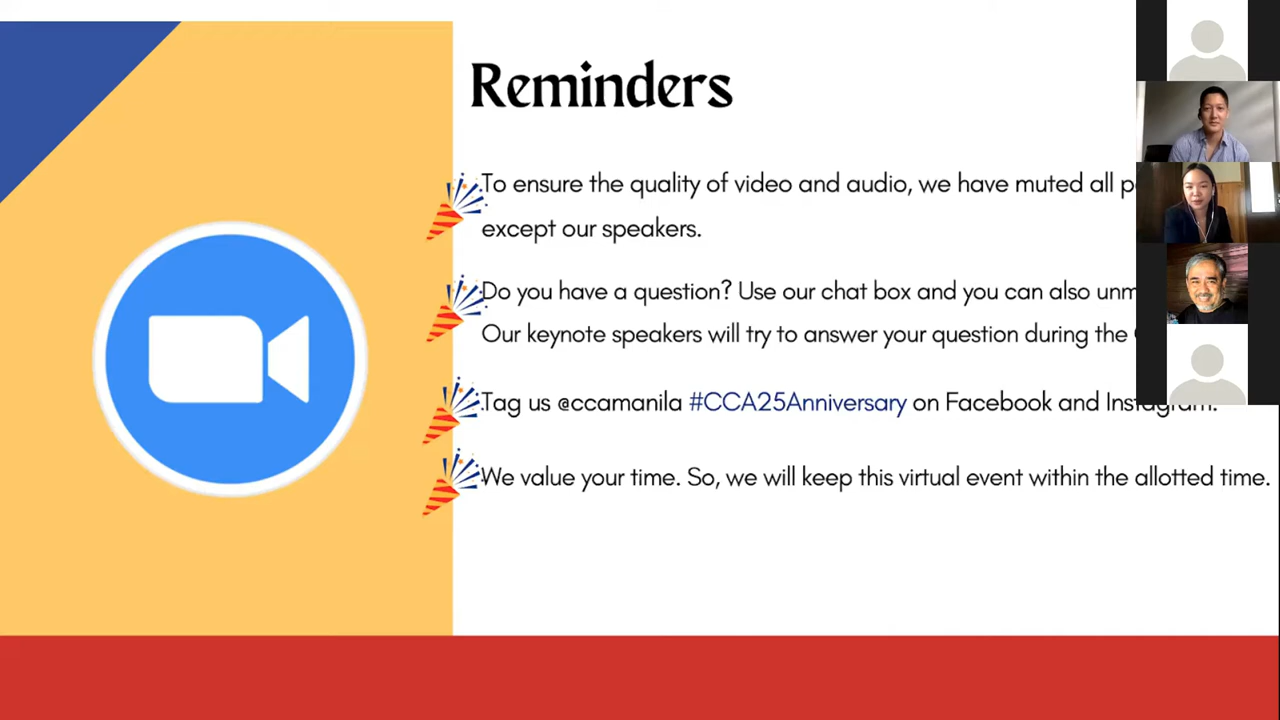 Reminders
To ensure the quality of video and audio, we have muted all
except our speakers.
Do you have a question? Use our chat box and you can also
Our keynote speakers will try to answer your question during the
Tag us @ccamanila #CCA25Anniversary on Facebook and Instagram.
We value your time. So, we will keep this virtual event within the allotted time.